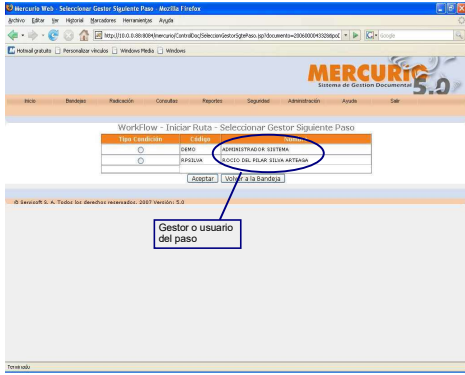 Mercurio Web - Seleccionar Gestor Siguiente Paso - Mozilla Firefox
Archivo Editar Ver Historial Marcadores Herramientas Ayuda
Google
Hotmail gratuito Personalizar vínculos Windows Media Windows
MERCURIO
Sistema de Gestión Documental
5.0
Inicio Bandejas Radicación Consultas Reportes Seguridad Administración Ayuda Salir
WorkFlow - Iniciar Ruta - Seleccionar Gestor Siguiente Paso
Tipo Condición Código Nombre
DEMO ADMINISTRADOR SISTEMA
RPSILVA ROCIO DEL PILAR SILVA ARTEAGA
Aceptar Volver a la Bandeja
© Servisoft S. A. Todos los derechos reservados. 2007 Versión: 5.0
Gestor o usuario
del paso
Terminado